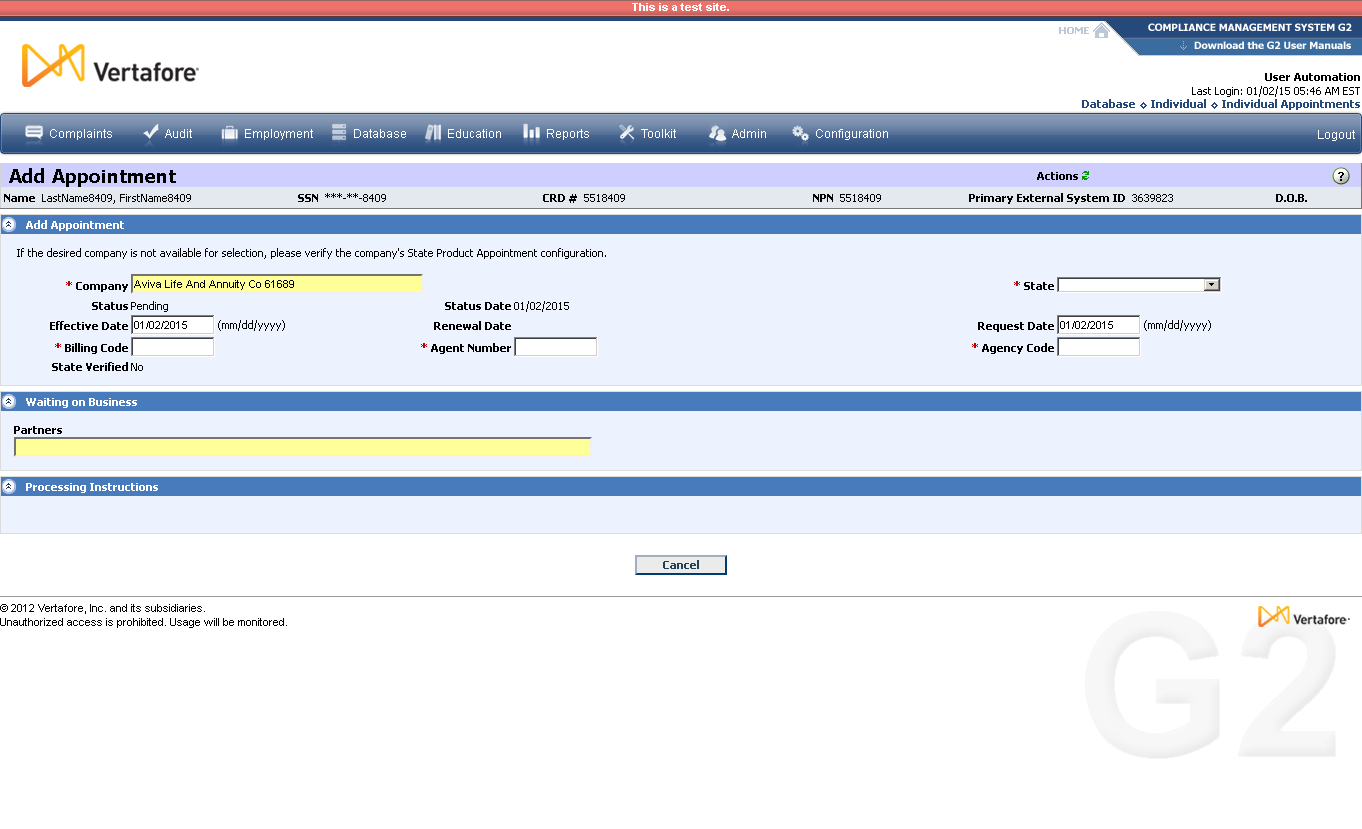 This is a test site.
HOME
COMPLIANCE MANAGEMENT SYSTEM G2
Download the G2 User Manuals
Vertafore
User Automation
Last Login: 01/02/15 05:46 AM EST
Database ◇ Individual ◇ Individual Appointments
Complaints Audit Employment Database Education Reports Toolkit Admin Configuration Logout
Add Appointment Actions ?
Name LastName8409, FirstName8409 SSN ***-**-8409 CRD # 5518409 NPN 5518409 Primary External System ID 3639823 D.O.B.
Add Appointment
If the desired company is not available for selection, please verify the company's State Product Appointment configuration.
* Company Aviva Life And Annuity Co 61689 * State
Status Pending Status Date 01/02/2015
Effective Date 01/02/2015 (mm/dd/yyyy) Renewal Date Request Date 01/02/2015 (mm/dd/yyyy)
* Billing Code * Agent Number * Agency Code
State Verified No
Waiting on Business
Partners
Processing Instructions
Cancel
© 2012 Vertafore, Inc. and its subsidiaries.
Unauthorized access is prohibited. Usage will be monitored.
Vertafore
G2